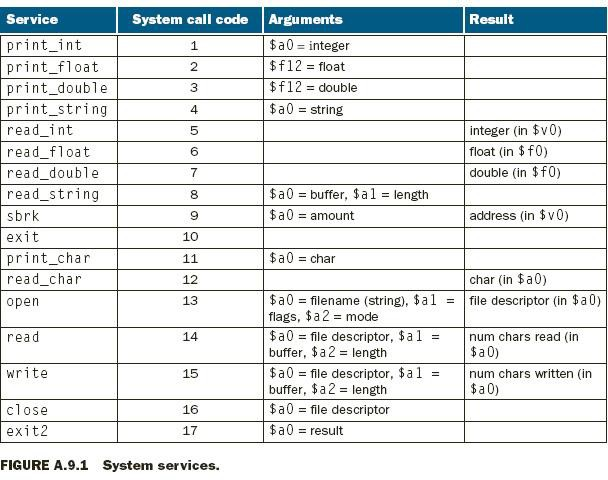 Service System call code Arguments Result
print_int 1 $a0 = integer
print_float 2 $f12 = float
print_double 3 $f12 = double
print_string 4 $a0 = string
read_int 5 integer (in $v0)
read_float 6 float (in $f0)
read_double 7 double (in $f0)
read_string 8 $a0 = buffer, $a1 = length
sbrk 9 $a0 = amount address (in $v0)
exit 10
print_char 11 $a0 = char
read_char 12 char (in $a0)
open 13 $a0 = filename (string), $a1 = file descriptor (in $a0)
flags, $a2 = mode
read 14 $a0 = file descriptor, $a1 = num chars read (in
buffer, $a2 = length $a0)
write 15 $a0 = file descriptor, $a1 = num chars written (in
buffer, $a2 = length $a0)
close 16 $a0 = file descriptor
exit2 17 $a0 = result
FIGURE A.9.1 System services.